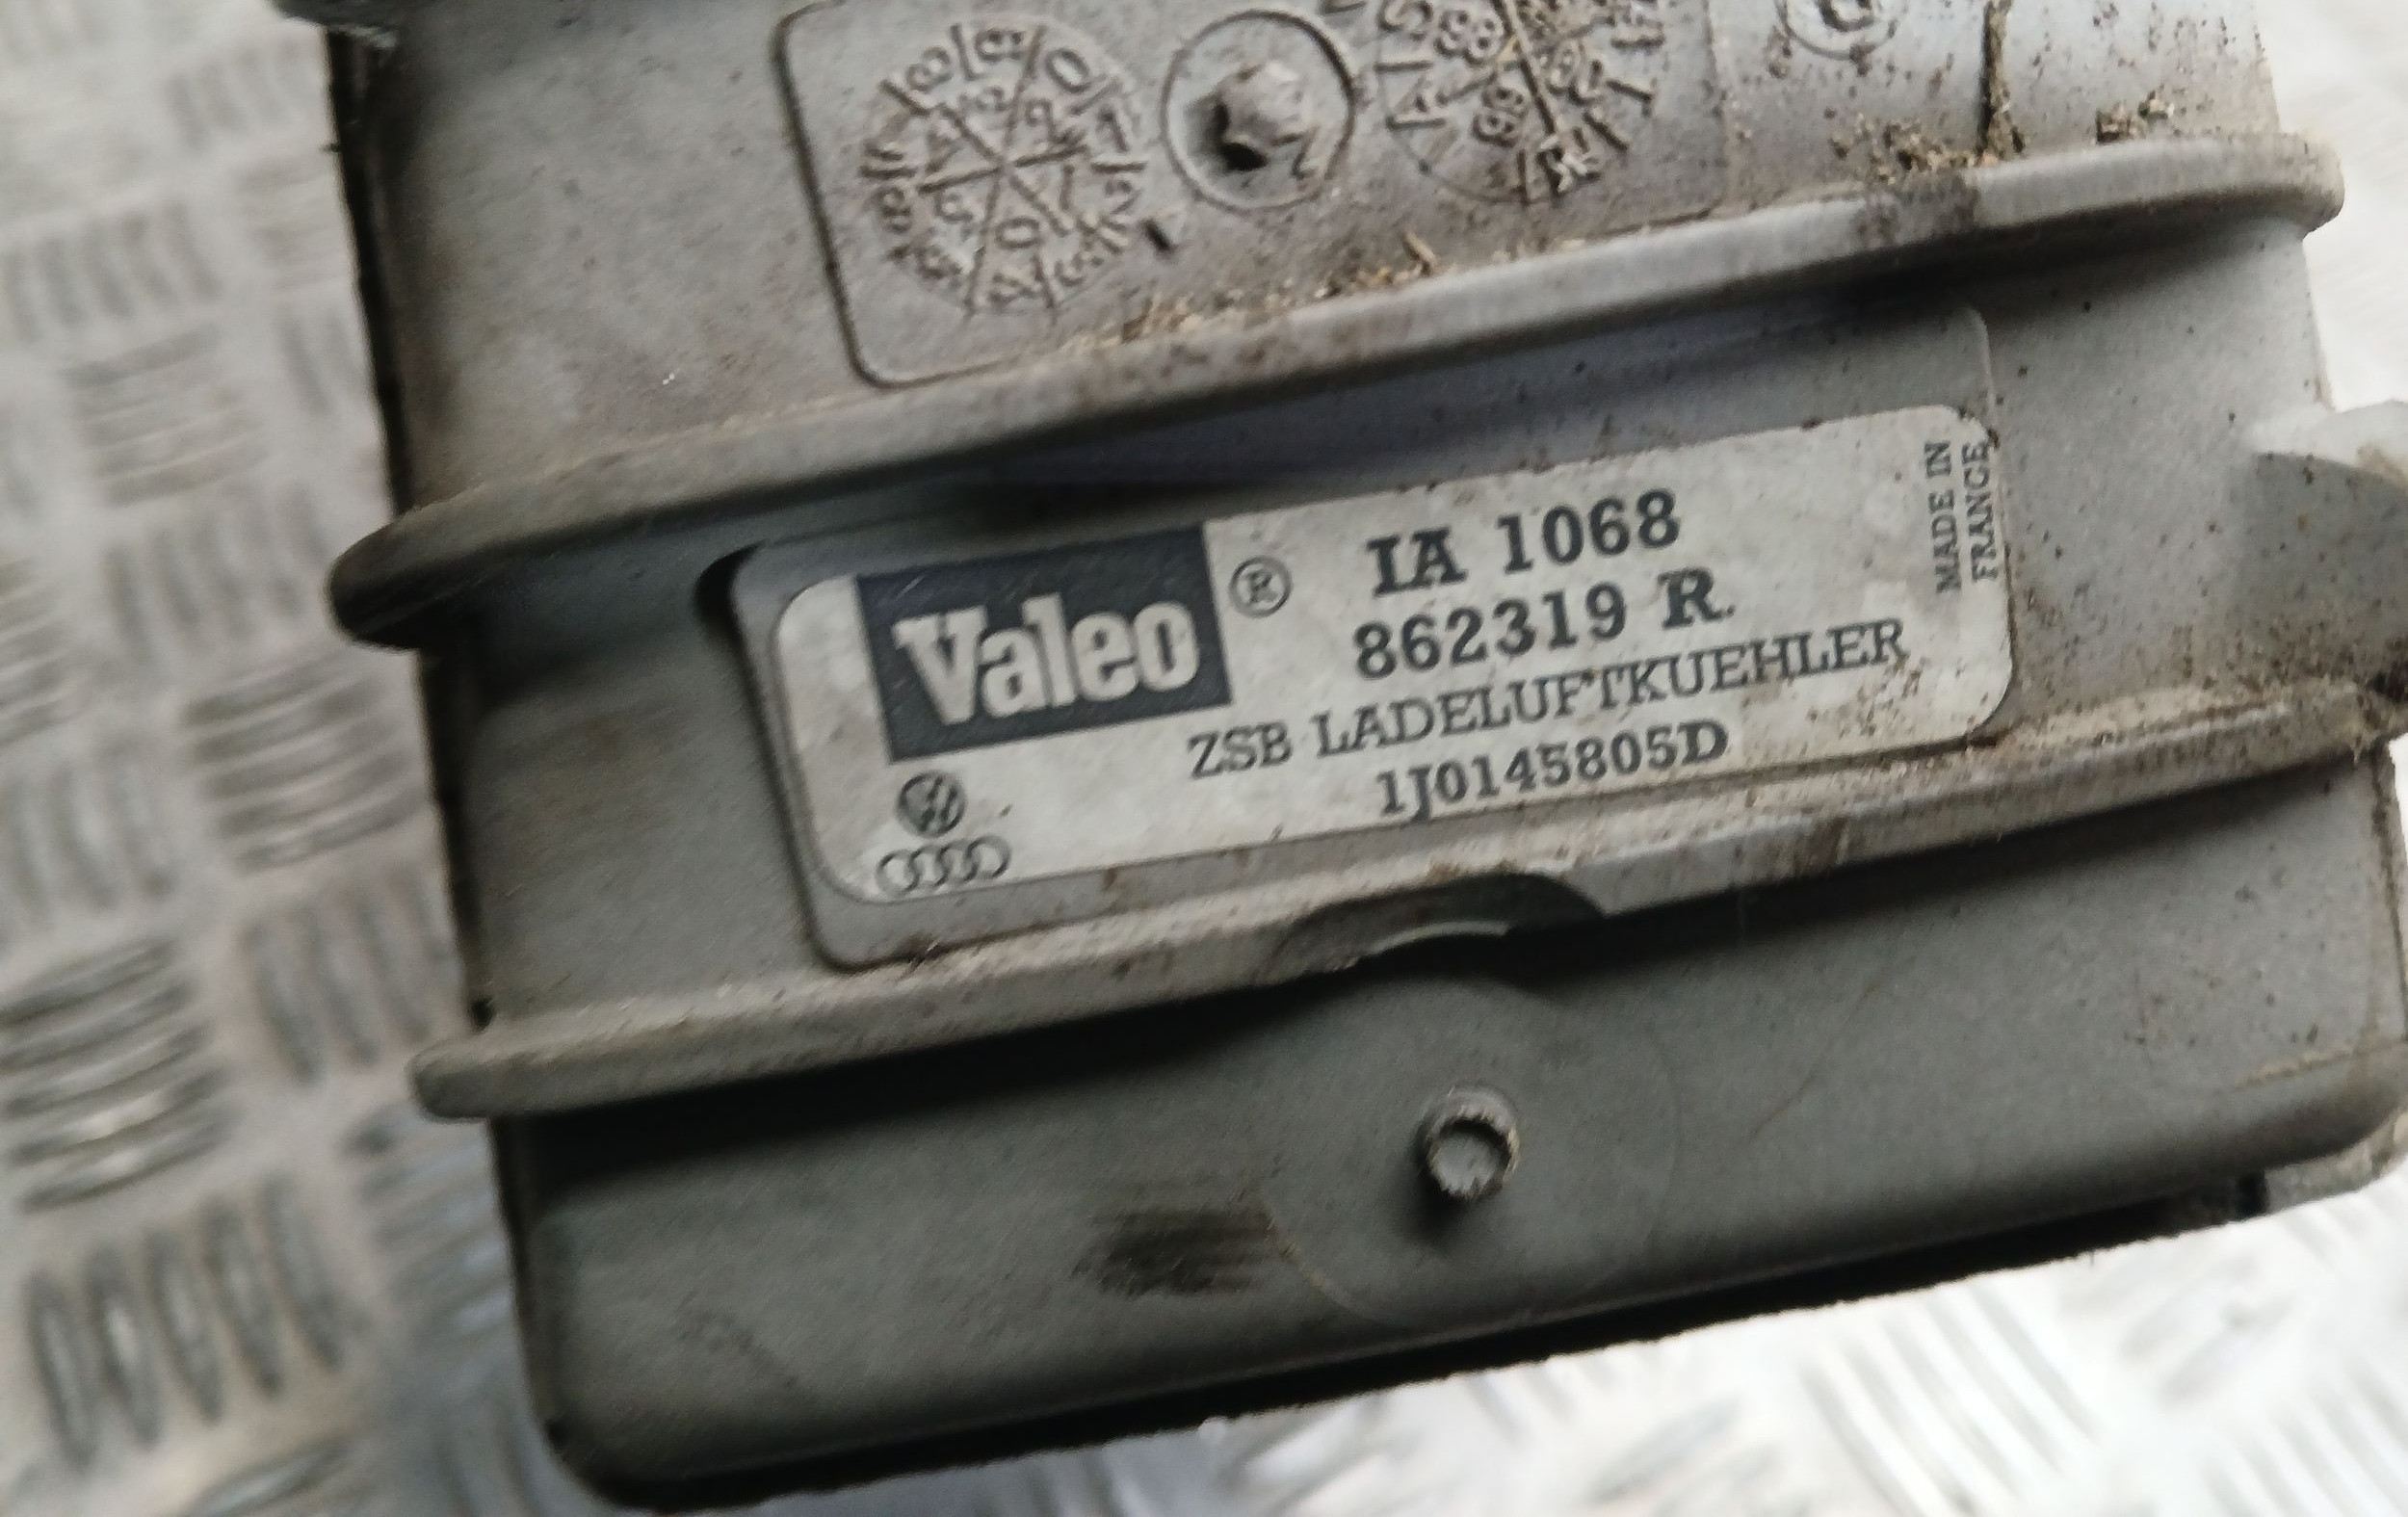 Valeo ® IA 1068
862319 R
ZSB LADELUFTKUEHLER
1J0145805D
MADE IN
FRANCE